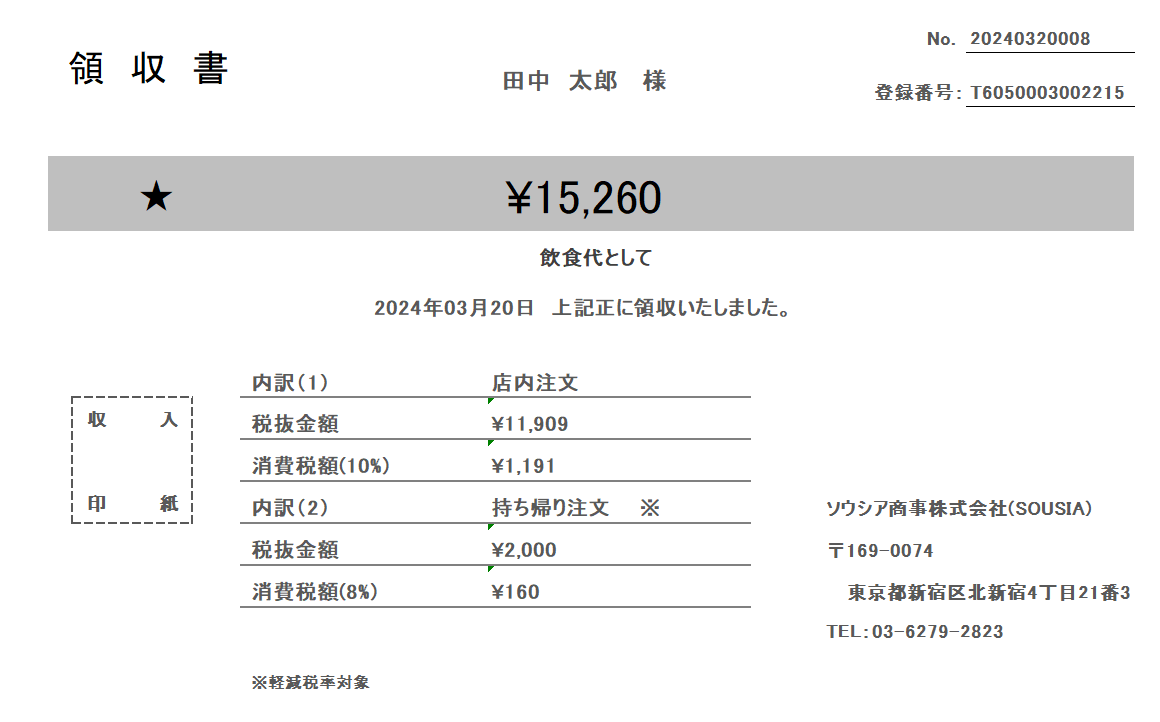 領 収 書
田中 太郎 様
No. 20240320008
登録番号: T6050003002215
★ ¥15,260
飲食代として
2024年03月20日 上記正に領収いたしました。
収 入
印 紙
内訳(1) 店内注文
税抜金額 ¥11,909
消費税額(10%) ¥1,191
内訳(2) 持ち帰り注文 ※
税抜金額 ¥2,000
消費税額(8%) ¥160
※軽減税率対象
ソウシア商事株式会社(SOUSIA)
〒169-0074
東京都新宿区北新宿4丁目21番3
TEL:03-6279-2823